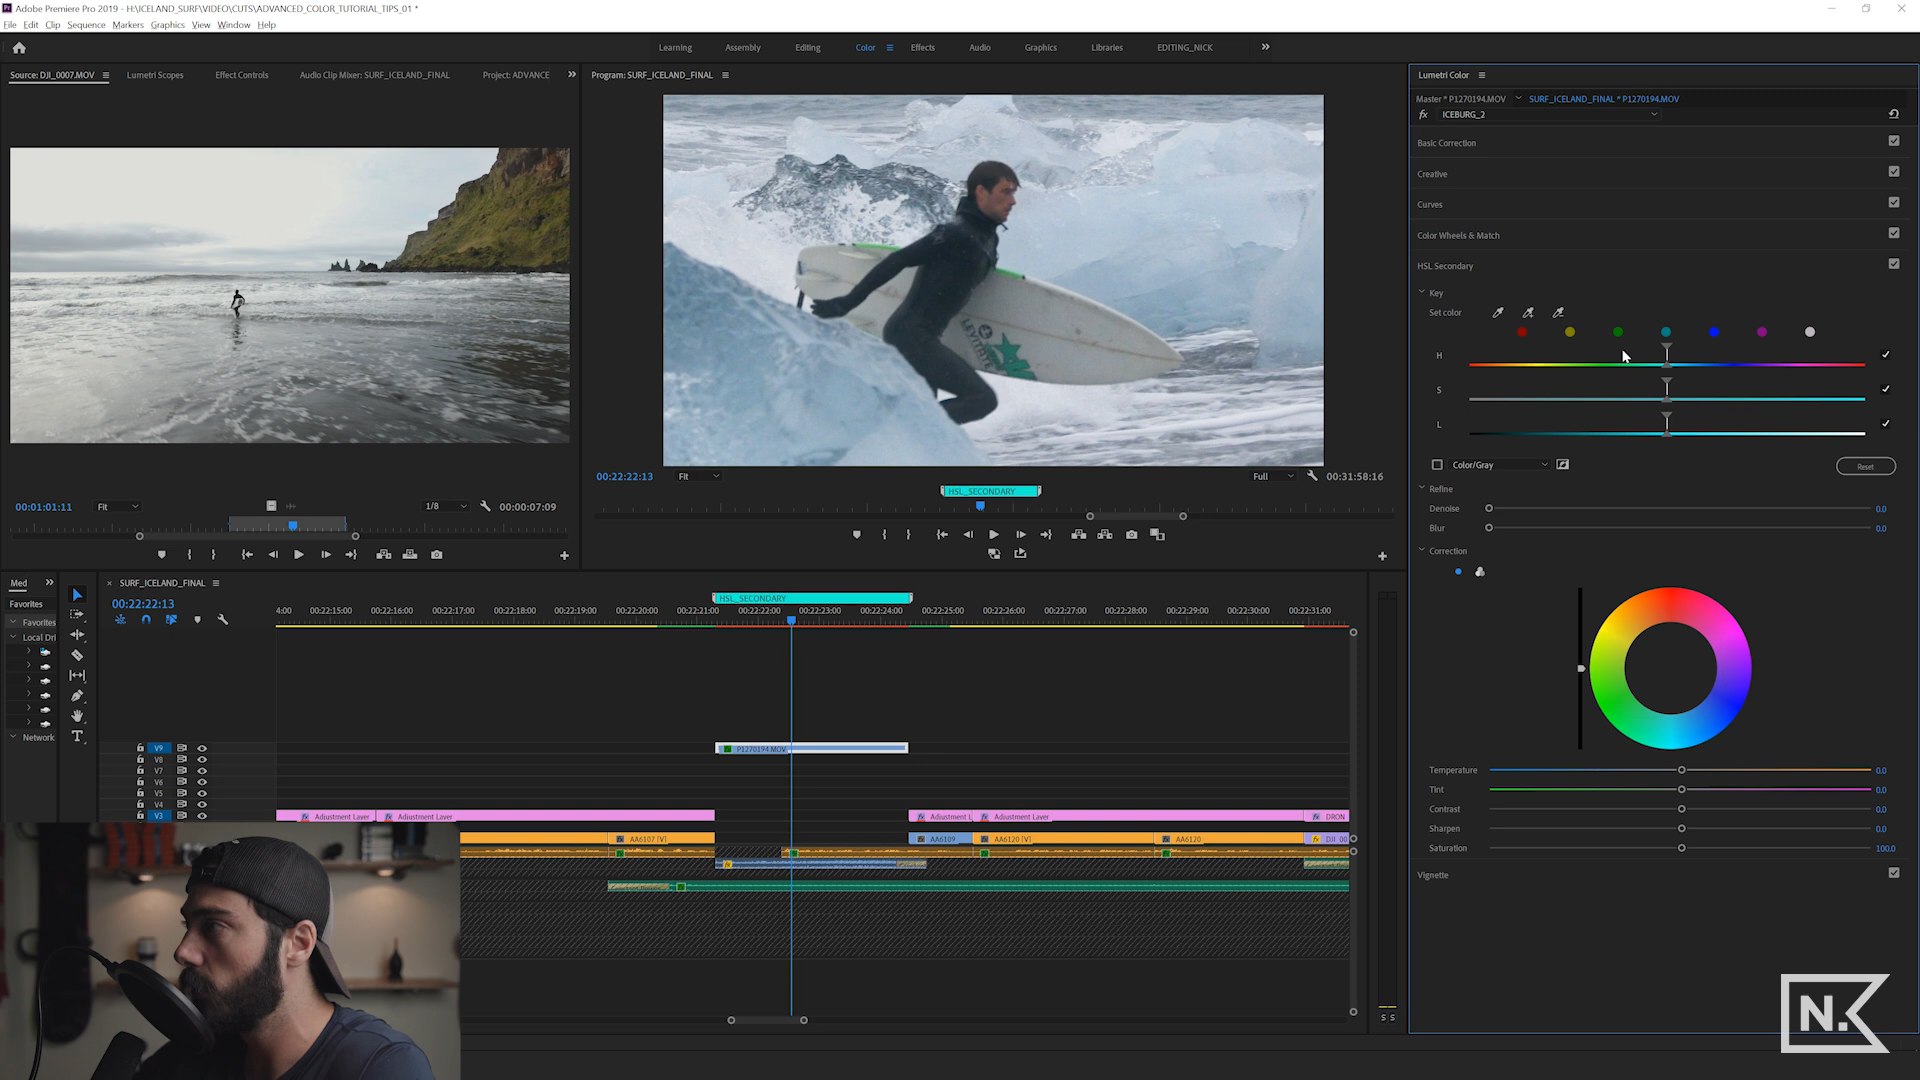 Adobe Premiere Pro 2019 - H:\ICELAND_SURF\VIDEO\CUTS\ADVANCED_COLOR_TUTORIAL_TIPS_01 *
File Edit Clip Sequence Markers Graphics View Window Help
Learning Assembly Editing Color Effects Audio Graphics Libraries EDITING_NICK
Source: DJI_0007.MOV Lumetri Scopes Effect Controls Audio Clip Mixer: SURF_ICELAND_FINAL Project: ADVANCE
Program: SURF_ICELAND_FINAL
Lumetri Color
Master * P1270194.MOV SURF_ICELAND_FINAL * P1270194.MOV
fx ICEBURG_2
Basic Correction
Creative
Curves
Color Wheels & Match
HSL Secondary
Key
Set color
H
S
L
Color/Gray Reset
Refine
Denoise 0.0
Blur 0.0
Correction
Temperature 0.0
Tint 0.0
Contrast 0.0
Sharpen 0.0
Saturation 100.0
Vignette
00:01:01:11 Fit 1/8 00:00:07:09
00:22:22:13 Fit Full 00:31:58:16
HSL_SECONDARY
Med
Favorites
Favorites
Local Dri
Network
SURF_ICELAND_FINAL
00:22:22:13
HSL_SECONDARY
4:00 00:22:15:00 00:22:16:00 00:22:17:00 00:22:18:00 00:22:19:00 00:22:20:00 00:22:21:00 00:22:22:00 00:22:23:00 00:22:24:00 00:22:25:00 00:22:26:00 00:22:27:00 00:22:28:00 00:22:29:00 00:22:30:00 00:22:31:00
V9 P1270194.MOV
V8
V7
V6
V5
V4
V3 Adjustment Layer Adjustment Layer Adjustment L Adjustment Layer DRON
AA6107 [V] AA6109 AA6120 [V] AA6120 DJI_00
S S
N.K
LEVITAT